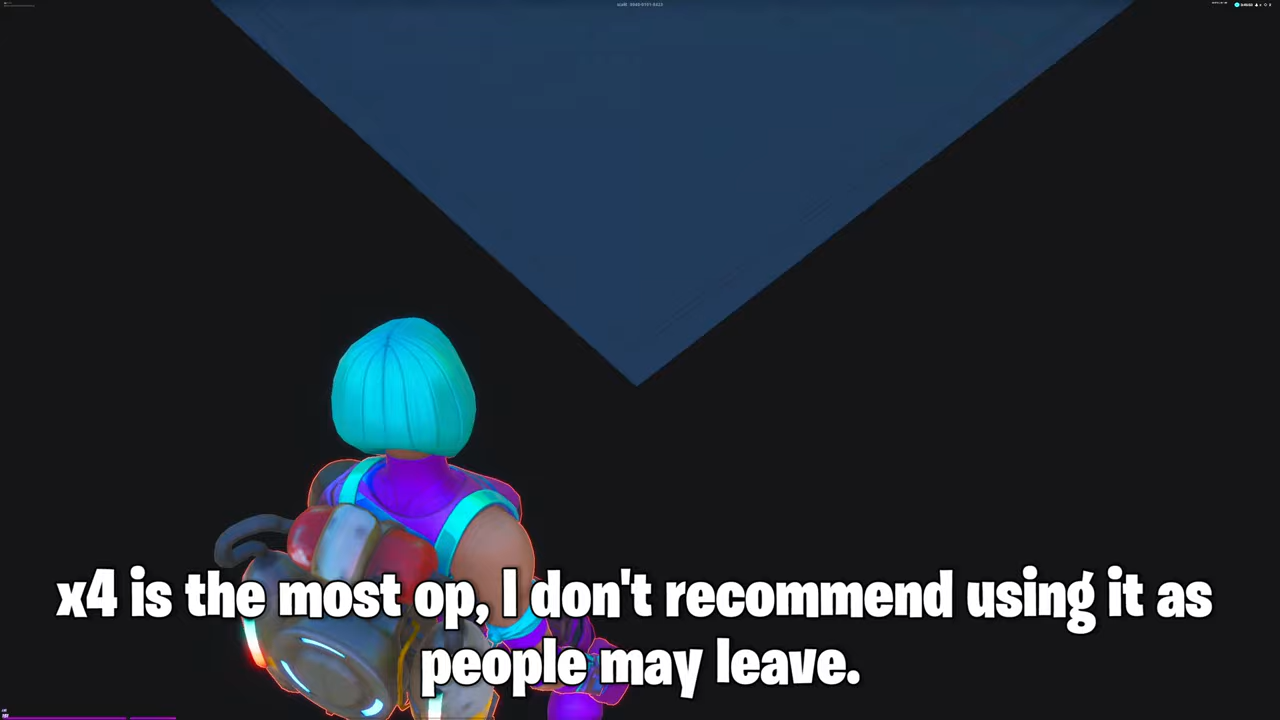 x4 is the most op, I don't recommend using it as
people may leave.